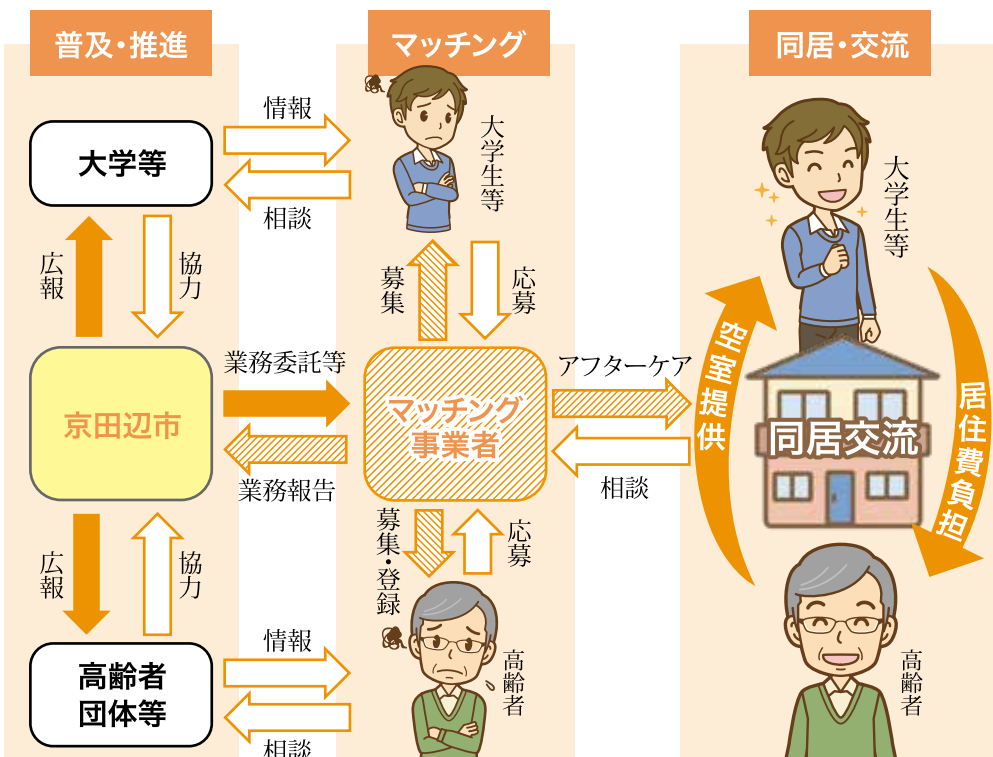 普及・推進
マッチング
同居・交流
大学等
情報
相談
大学生等
大学生等
広報
協力
募集
応募
京田辺市
業務委託等
業務報告
マッチング
事業者
アフターケア
相談
空室提供
同居交流
居住費負担
広報
協力
募集・登録
応募
高齢者
団体等
情報
相談
高齢者
高齢者